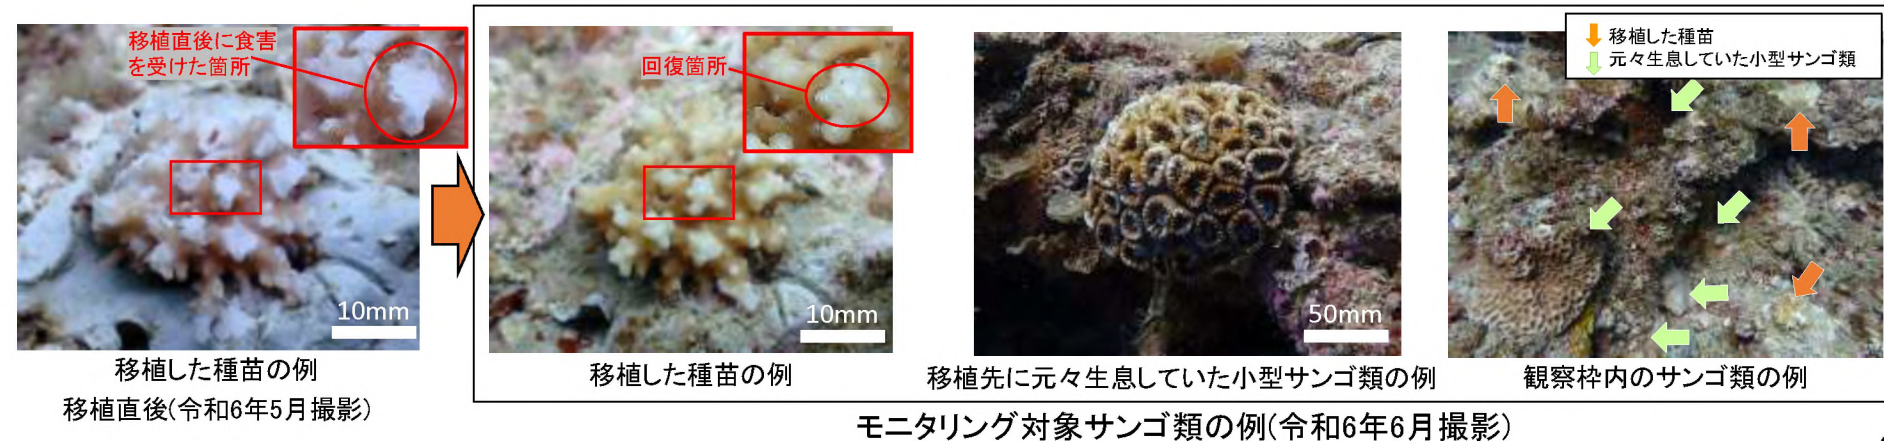 移植直後に食害
を受けた箇所
10mm
移植した種苗の例
移植直後(令和6年5月撮影)
回復箇所
10mm
移植した種苗の例
50mm
移植先に元々生息していた小型サンゴ類の例
移植した種苗
元々生息していた小型サンゴ類
観察枠内のサンゴ類の例
モニタリング対象サンゴ類の例(令和6年6月撮影)